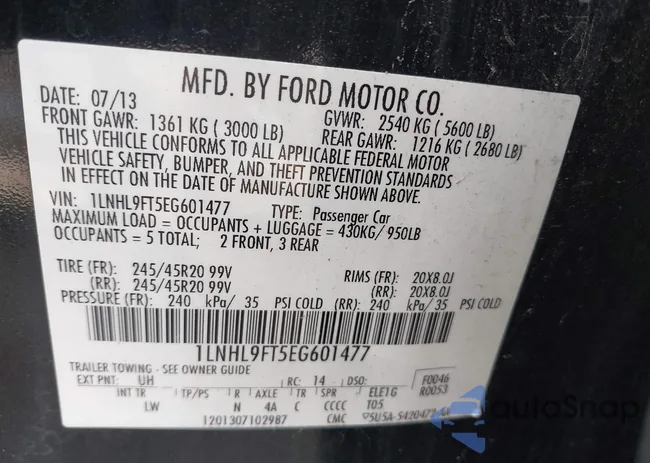 MFD. BY FORD MOTOR CO.
DATE: 07/13 GVWR: 2540 KG ( 5600 LB)
FRONT GAWR: 1361 KG ( 3000 LB) REAR GAWR: 1216 KG ( 2680 LB)
THIS VEHICLE CONFORMS TO ALL APPLICABLE FEDERAL MOTOR
VEHICLE SAFETY, BUMPER, AND THEFT PREVENTION STANDARDS
IN EFFECT ON THE DATE OF MANUFACTURE SHOWN ABOVE.
VIN: 1LNHL9FT5EG601477 TYPE: Passenger Car
MAXIMUM LOAD = OCCUPANTS + LUGGAGE = 430KG/ 950LB
OCCUPANTS = 5 TOTAL; 2 FRONT, 3 REAR
TIRE (FR): 245/45R20 99V RIMS (FR): 20X8.0J
(RR): 245/45R20 99V (RR): 20X8.0J
PRESSURE (FR): 240 kPa/ 35 PSI COLD (RR): 240 kPa/ 35 PSI COLD
1LNHL9FT5EG601477
TRAILER TOWING - SEE OWNER GUIDE
EXT PNT: UH RC: 14 DSO: F0046
R0053
INT TR TP/PS R AXLE TR SPR ELE1G
LW N 4A C CCCC T05
1201307102987 CMC
autoSnap